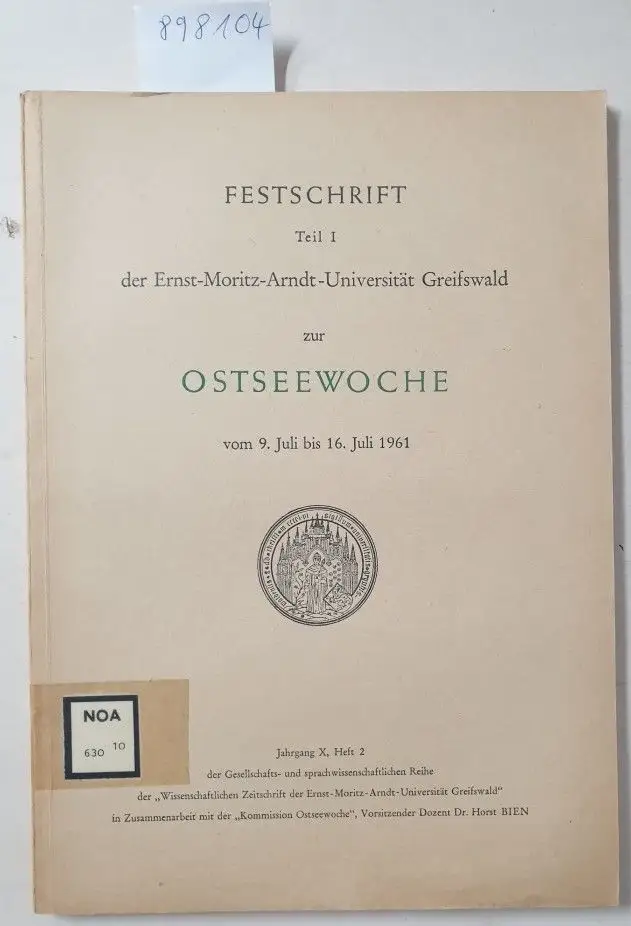 898104
FESTSCHRIFT
Teil I
der Ernst-Moritz-Arndt-Universität Greifswald
zur
OSTSEEWOCHE
vom 9. Juli bis 16. Juli 1961
NOA
630 10
Jahrgang X, Heft 2
der Gesellschafts- und sprachwissenschaftlichen Reihe
der „Wissenschaftlichen Zeitschrift der Ernst-Moritz-Arndt-Universität Greifswald“
in Zusammenarbeit mit der „Kommission Ostseewoche“, Vorsitzender Dozent Dr. Horst BIEN